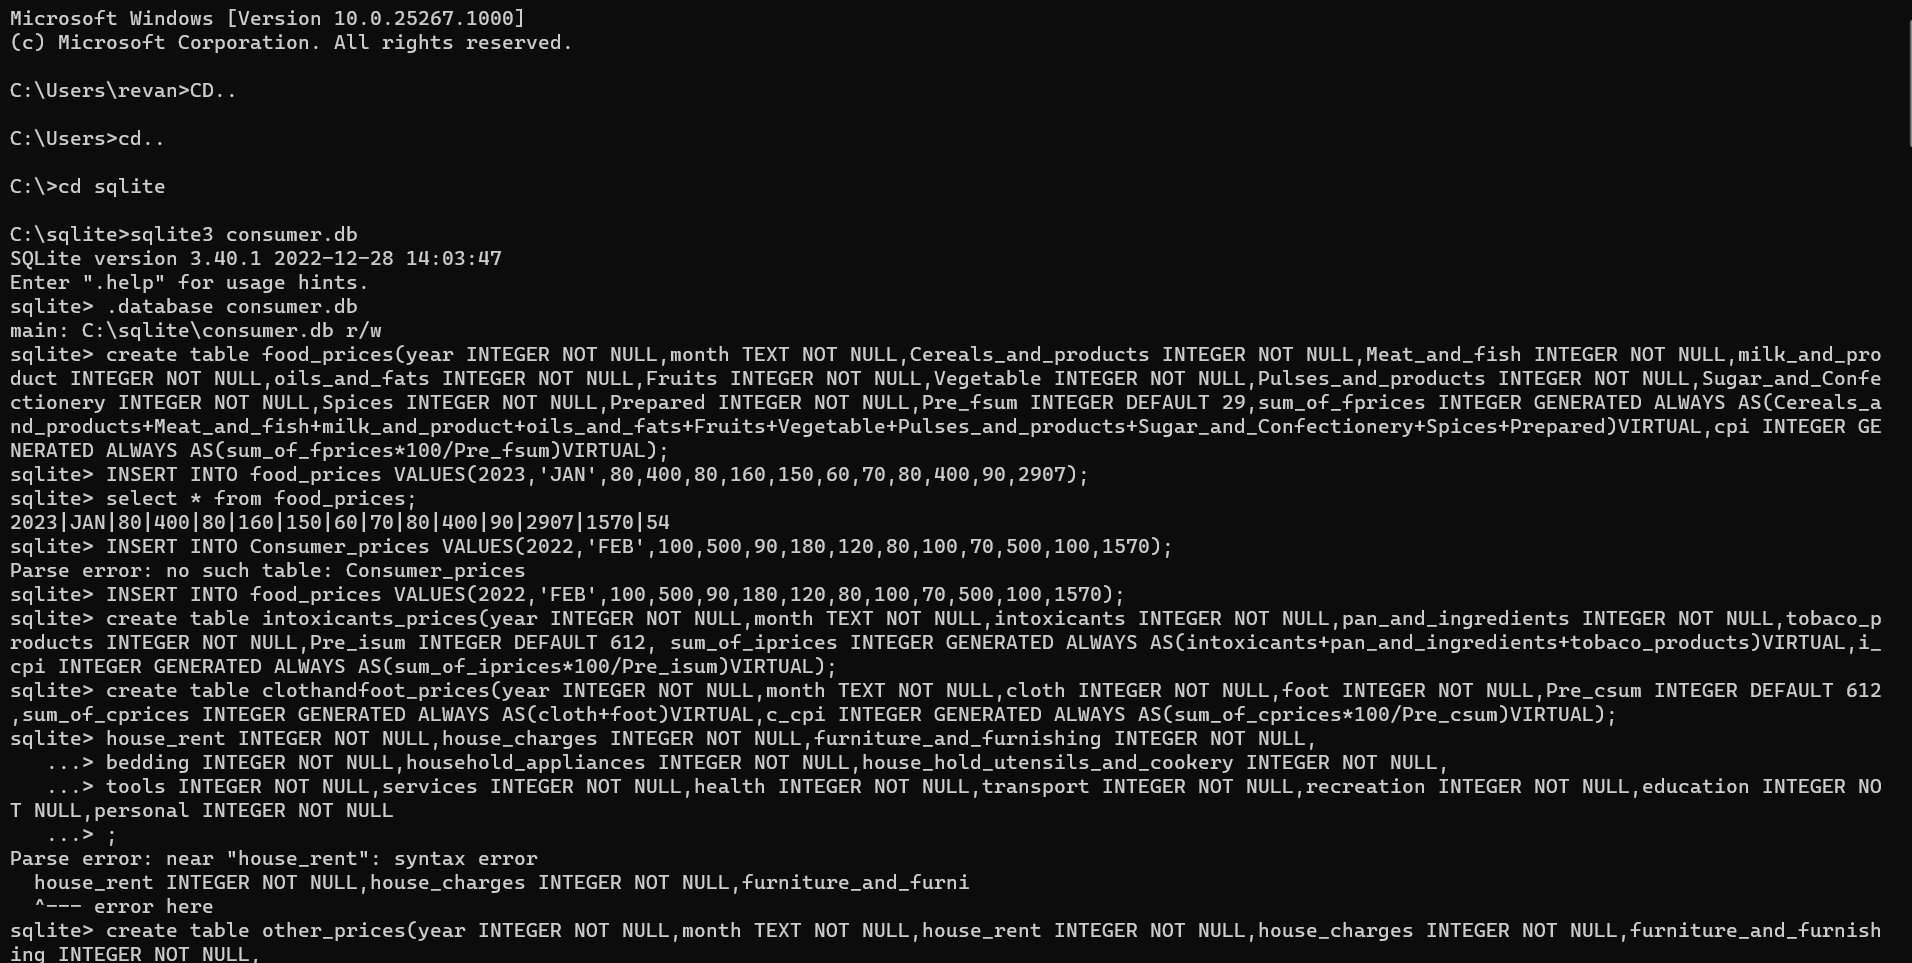 Microsoft Windows [Version 10.0.25267.1000]
(c) Microsoft Corporation. All rights reserved.
C:\Users\revan>CD..
C:\Users>cd..
C:\>cd sqlite
C:\sqlite>sqlite3 consumer.db
SQLite version 3.40.1 2022-12-28 14:03:47
Enter ".help" for usage hints.
sqlite> .database consumer.db
main: C:\sqlite\consumer.db r/w
sqlite> create table food_prices(year INTEGER NOT NULL,month TEXT NOT NULL,Cereals_and_products INTEGER NOT NULL,Meat_and_fish INTEGER NOT NULL,milk_and_pro
duct INTEGER NOT NULL,oils_and_fats INTEGER NOT NULL,Fruits INTEGER NOT NULL,Vegetable INTEGER NOT NULL,Pulses_and_products INTEGER NOT NULL,Sugar_and_Confe
ctionery INTEGER NOT NULL,Spices INTEGER NOT NULL,Prepared INTEGER NOT NULL,Pre_fsum INTEGER DEFAULT 29,sum_of_fprices INTEGER GENERATED ALWAYS AS(Cereals_a
nd_products+Meat_and_fish+milk_and_product+oils_and_fats+Fruits+Vegetable+Pulses_and_products+Sugar_and_Confectionery+Spices+Prepared)VIRTUAL,cpi INTEGER GE
NERATED ALWAYS AS(sum_of_fprices*100/Pre_fsum)VIRTUAL);
sqlite> INSERT INTO food_prices VALUES(2023,'JAN',80,400,80,160,150,60,70,80,400,90,2907);
sqlite> select * from food_prices;
2023|JAN|80|400|80|160|150|60|70|80|400|90|2907|1570|54
sqlite> INSERT INTO Consumer_prices VALUES(2022,'FEB',100,500,90,180,120,80,100,70,500,100,1570);
Parse error: no such table: Consumer_prices
sqlite> INSERT INTO food_prices VALUES(2022,'FEB',100,500,90,180,120,80,100,70,500,100,1570);
sqlite> create table intoxicants_prices(year INTEGER NOT NULL,month TEXT NOT NULL,intoxicants INTEGER NOT NULL,pan_and_ingredients INTEGER NOT NULL,tobaco_p
roducts INTEGER NOT NULL,Pre_isum INTEGER DEFAULT 612, sum_of_iprices INTEGER GENERATED ALWAYS AS(intoxicants+pan_and_ingredients+tobaco_products)VIRTUAL,i_
cpi INTEGER GENERATED ALWAYS AS(sum_of_iprices*100/Pre_isum)VIRTUAL);
sqlite> create table clothandfoot_prices(year INTEGER NOT NULL,month TEXT NOT NULL,cloth INTEGER NOT NULL,foot INTEGER NOT NULL,Pre_csum INTEGER DEFAULT 612
,sum_of_cprices INTEGER GENERATED ALWAYS AS(cloth+foot)VIRTUAL,c_cpi INTEGER GENERATED ALWAYS AS(sum_of_cprices*100/Pre_csum)VIRTUAL);
sqlite> house_rent INTEGER NOT NULL,house_charges INTEGER NOT NULL,furniture_and_furnishing INTEGER NOT NULL,
   ...> bedding INTEGER NOT NULL,household_appliances INTEGER NOT NULL,house_hold_utensils_and_cookery INTEGER NOT NULL,
   ...> tools INTEGER NOT NULL,services INTEGER NOT NULL,health INTEGER NOT NULL,transport INTEGER NOT NULL,recreation INTEGER NOT NULL,education INTEGER NO
T NULL,personal INTEGER NOT NULL
   ...> ;
Parse error: near "house_rent": syntax error
  house_rent INTEGER NOT NULL,house_charges INTEGER NOT NULL,furniture_and_furni
  ^--- error here
sqlite> create table other_prices(year INTEGER NOT NULL,month TEXT NOT NULL,house_rent INTEGER NOT NULL,house_charges INTEGER NOT NULL,furniture_and_furnish
ing INTEGER NOT NULL,